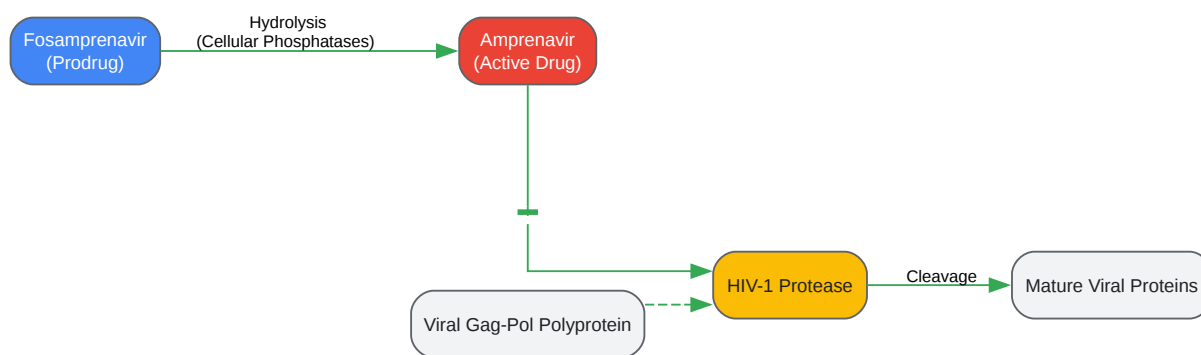 Fosamprenavir
(Prodrug)
Hydrolysis
(Cellular Phosphatases)
Amprenavir
(Active Drug)
HIV-1 Protease
Cleavage
Mature Viral Proteins
Viral Gag-Pol Polyprotein